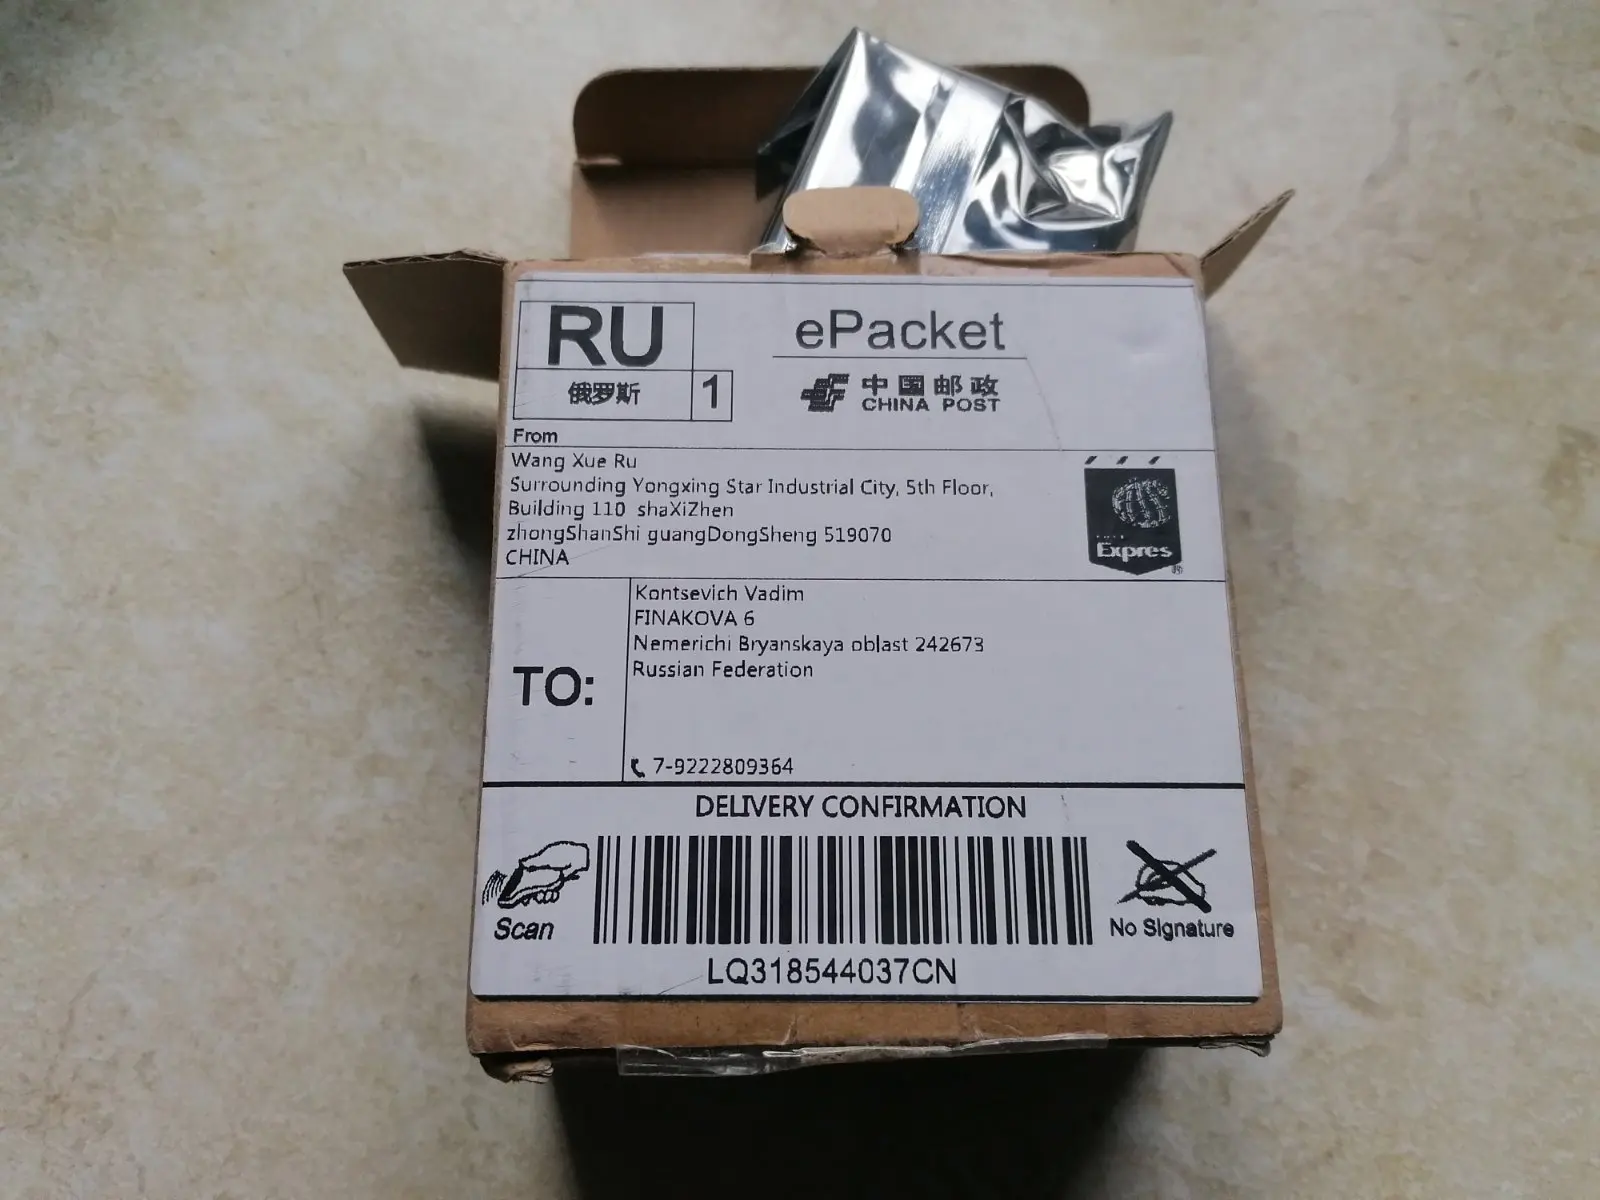 RU
俄罗斯
1
ePacket
中国邮政
CHINA POST
From
Wang Xue Ru
Surrounding Yongxing Star Industrial City, 5th Floor,
Building 110 shaXiZhen
zhongShanShi guangDongSheng 519070
CHINA
Expres
TO:
Kontsevich Vadim
FINAKOVA 6
Nemerichi Bryanskaya oblast 242673
Russian Federation
7-9222809364
DELIVERY CONFIRMATION
Scan
No Signature
LQ318544037CN